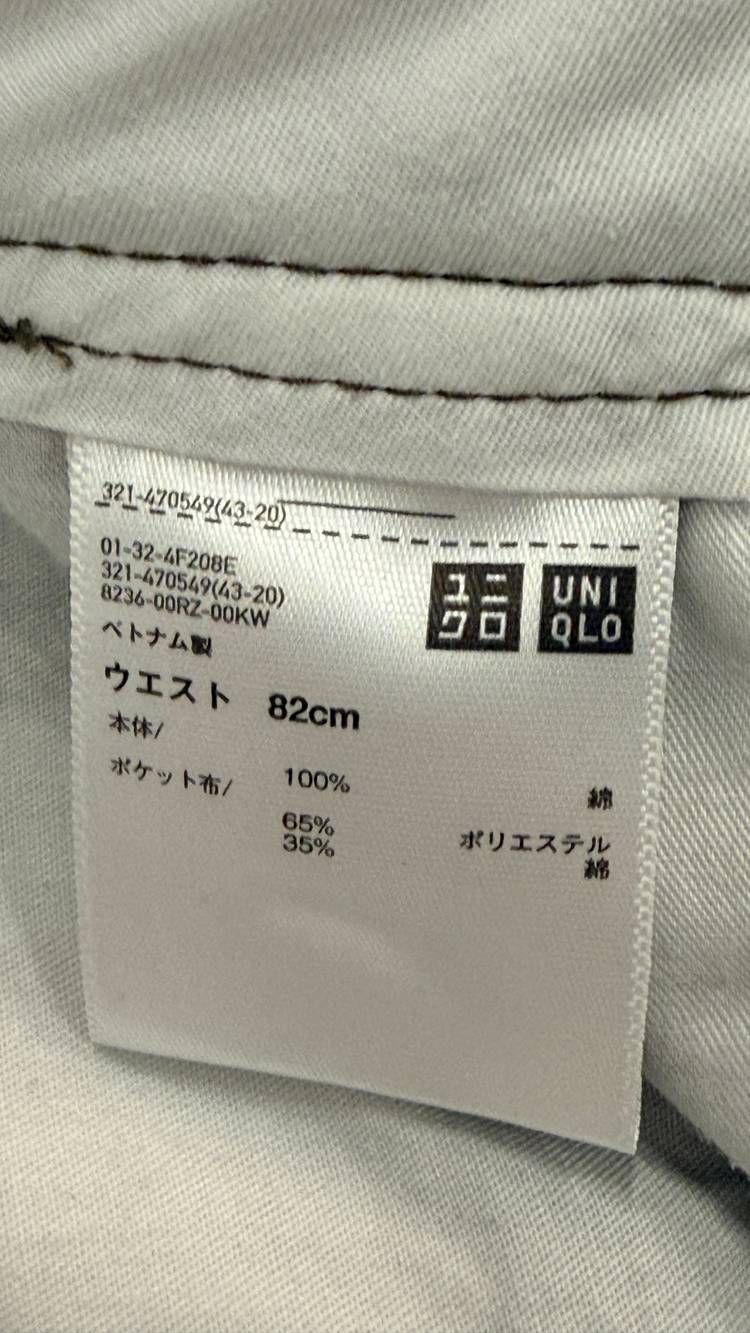 321-470549(43-20)
01-32-4F208E
321-470549(43-20)
8236-00RZ-00KW
ベトナム製
ユニ
クロ
UNI
QLO
ウエスト 82cm
本体/
100% 綿
ポケット布/
65% ポリエステル
35% 綿